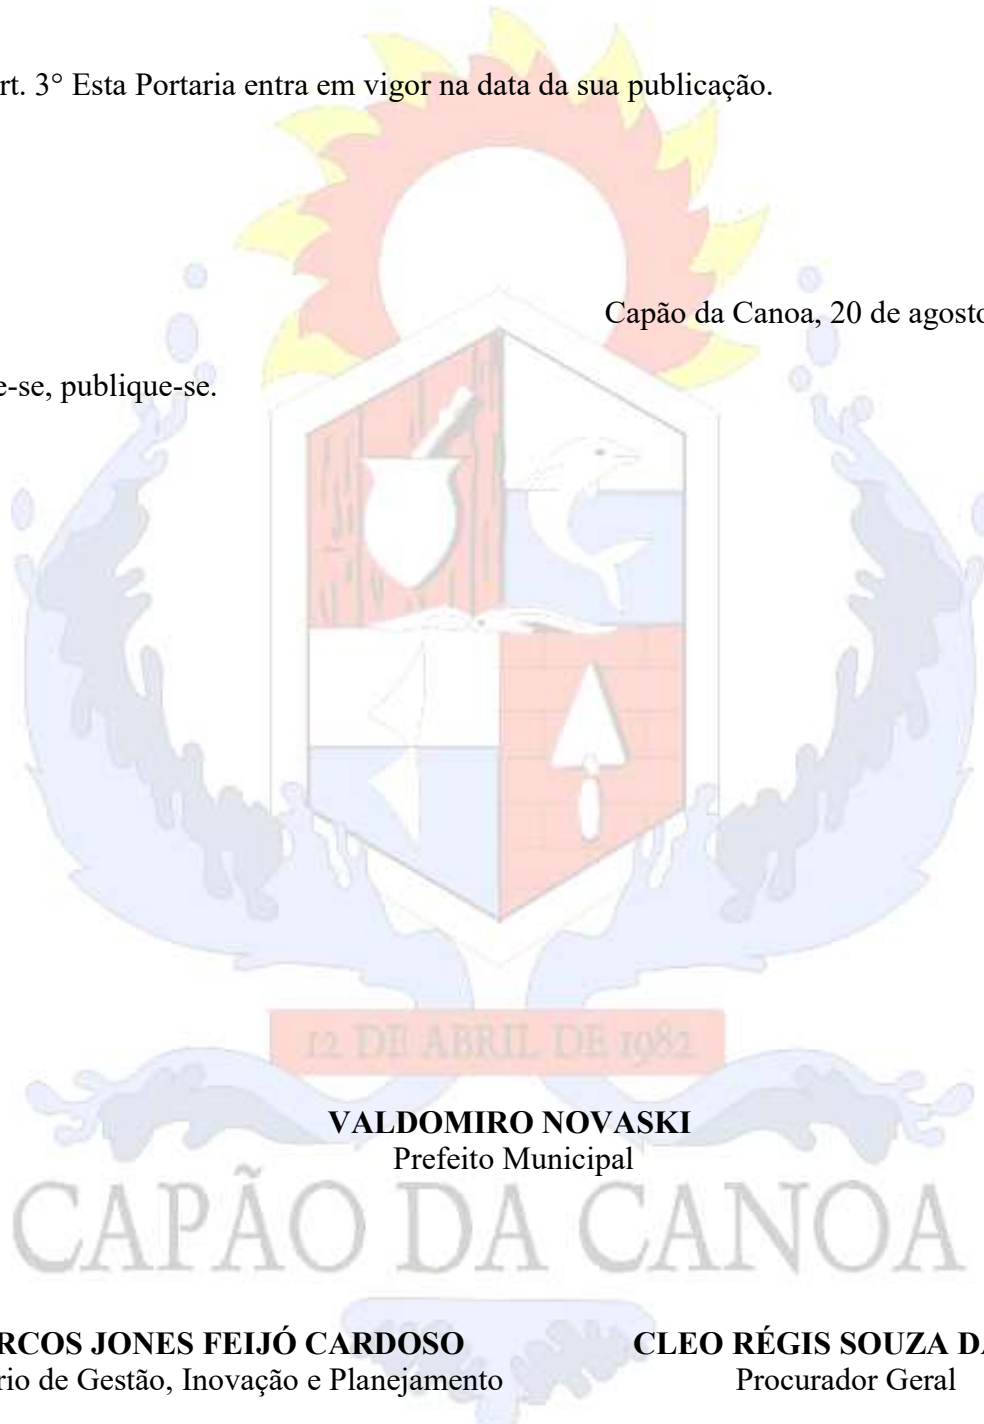 rt. 3° Esta Portaria entra em vigor na data da sua publicação.
Capão da Canoa, 20 de agosto
e-se, publique-se.
12 DE ABRIL DE 1982
VALDOMIRO NOVASKI
Prefeito Municipal
CAPÃO DA CANOA
RCOS JONES FEIJÓ CARDOSO CLEO RÉGIS SOUZA DA
rio de Gestão, Inovação e Planejamento Procurador Geral